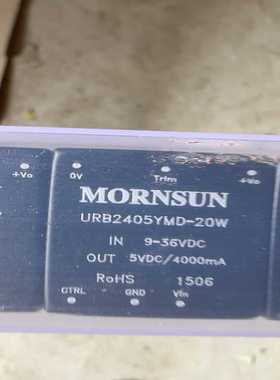 +Vo 0V Trim +Vo
MORNSUN
URB2405YMD-20W
IN 9-36VDC
OUT 5VDC/4000mA
RoHS 1506
CTRL GND Vin